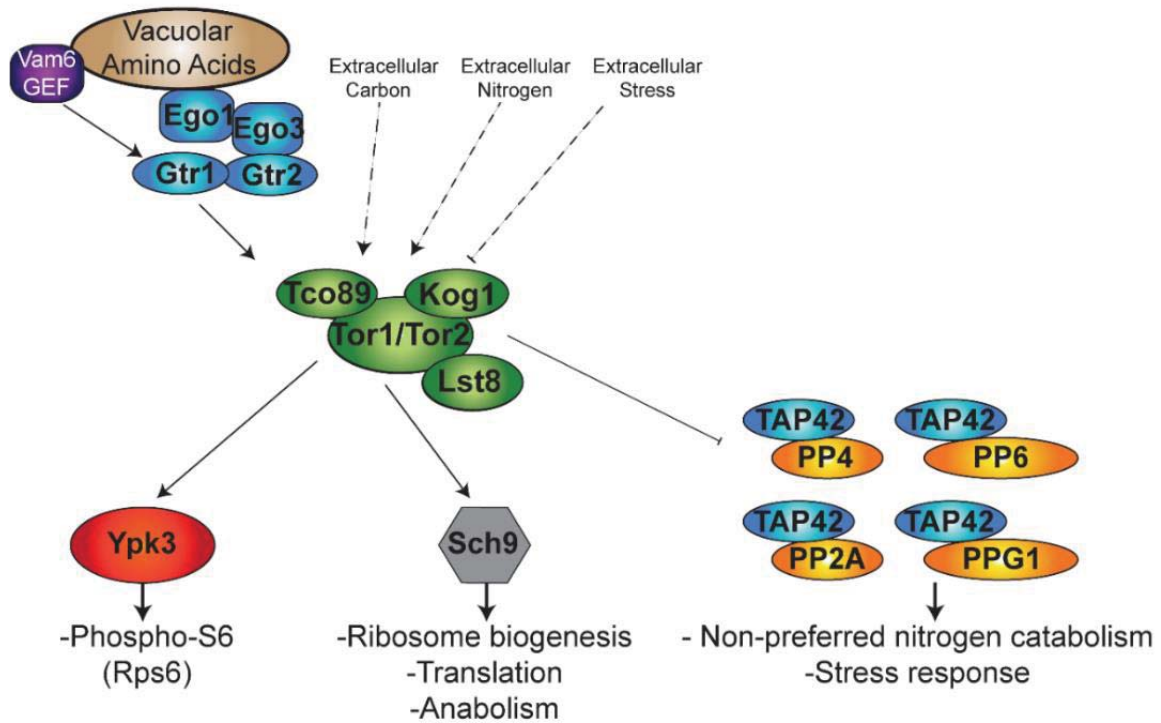 Vacuolar
Amino Acids
Vam6
GEF
Ego1
Ego3
Gtr1
Gtr2
Extracellular
Carbon
Extracellular
Nitrogen
Extracellular
Stress
Tco89
Kog1
Tor1/Tor2
Lst8
TAP42
PP4
TAP42
PP6
TAP42
PP2A
TAP42
PPG1
Ypk3
Sch9
-Phospho-S6
(Rps6)
-Ribosome biogenesis
-Translation
-Anabolism
- Non-preferred nitrogen catabolism
-Stress response